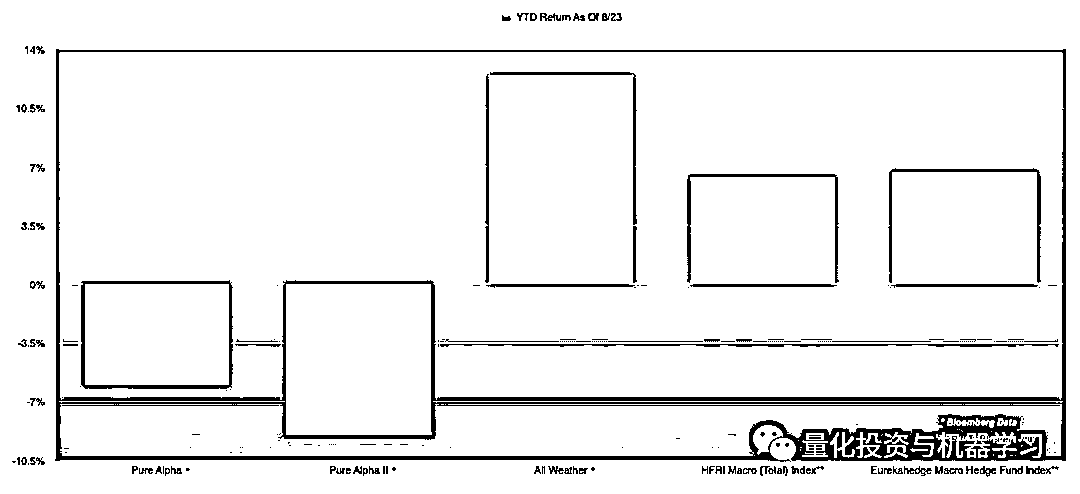 YTD Return As Of 8/23
14%
10.5%
7%
3.5%
0%
-3.5%
-7%
-10.5%
* Bloomberg Data
量化投资与机器学习
Pure Alpha *
Pure Alpha II *
All Weather *
HFRI Macro (Total) Index**
Eurekahedge Macro Hedge Fund Index**